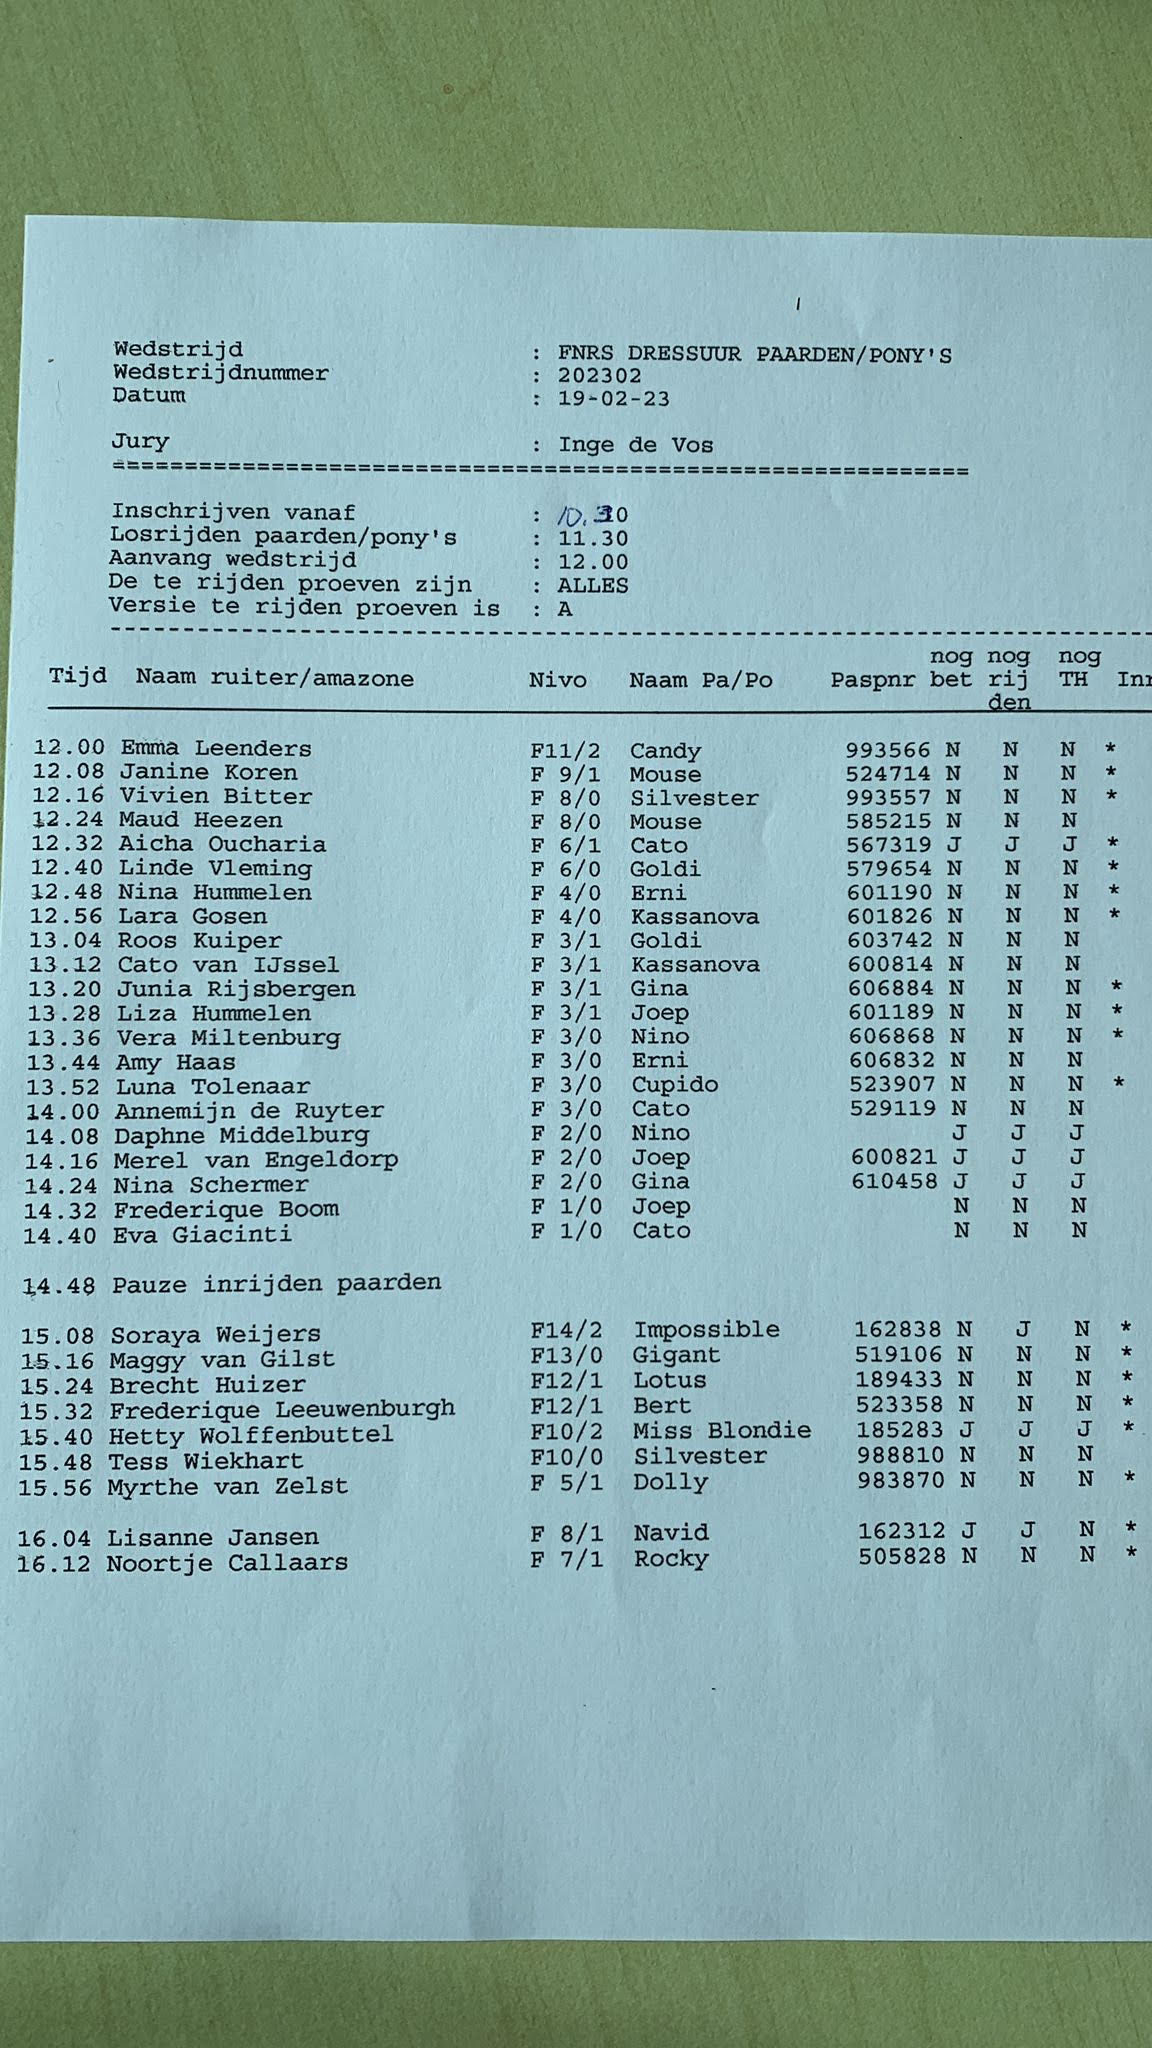 Wedstrijd : FNRS DRESSUUR PAARDEN/PONY'S
Wedstrijdnummer : 202302
Datum : 19-02-23
Jury : Inge de Vos
===========================================================
Inschrijven vanaf : 10.30
Losrijden paarden/pony's : 11.30
Aanvang wedstrijd : 12.00
De te rijden proeven zijn : ALLES
Versie te rijden proeven is : A
nog nog nog
Tijd Naam ruiter/amazone Nivo Naam Pa/Po Paspnr bet rij TH Inr
den
12.00 Emma Leenders F11/2 Candy 993566 N N N *
12.08 Janine Koren F 9/1 Mouse 524714 N N N *
12.16 Vivien Bitter F 8/0 Silvester 993557 N N N *
12.24 Maud Heezen F 8/0 Mouse 585215 N N N
12.32 Aicha Oucharia F 6/1 Cato 567319 J J J *
12.40 Linde Vleming F 6/0 Goldi 579654 N N N *
12.48 Nina Hummelen F 4/0 Erni 601190 N N N *
12.56 Lara Gosen F 4/0 Kassanova 601826 N N N *
13.04 Roos Kuiper F 3/1 Goldi 603742 N N N
13.12 Cato van IJssel F 3/1 Kassanova 600814 N N N
13.20 Junia Rijsbergen F 3/1 Gina 606884 N N N *
13.28 Liza Hummelen F 3/1 Joep 601189 N N N *
13.36 Vera Miltenburg F 3/0 Nino 606868 N N N *
13.44 Amy Haas F 3/0 Erni 606832 N N N
13.52 Luna Tolenaar F 3/0 Cupido 523907 N N N *
14.00 Annemijn de Ruyter F 3/0 Cato 529119 N N N
14.08 Daphne Middelburg F 2/0 Nino J J J
14.16 Merel van Engeldorp F 2/0 Joep 600821 J J J
14.24 Nina Schermer F 2/0 Gina 610458 J J J
14.32 Frederique Boom F 1/0 Joep N N N
14.40 Eva Giacinti F 1/0 Cato N N N
14.48 Pauze inrijden paarden
15.08 Soraya Weijers F14/2 Impossible 162838 N J N *
15.16 Maggy van Gilst F13/0 Gigant 519106 N N N *
15.24 Brecht Huizer F12/1 Lotus 189433 N N N *
15.32 Frederique Leeuwenburgh F12/1 Bert 523358 N N N *
15.40 Hetty Wolffenbuttel F10/2 Miss Blondie 185283 J J J *
15.48 Tess Wiekhart F10/0 Silvester 988810 N N N
15.56 Myrthe van Zelst F 5/1 Dolly 983870 N N N *
16.04 Lisanne Jansen F 8/1 Navid 162312 J J N *
16.12 Noortje Callaars F 7/1 Rocky 505828 N N N *